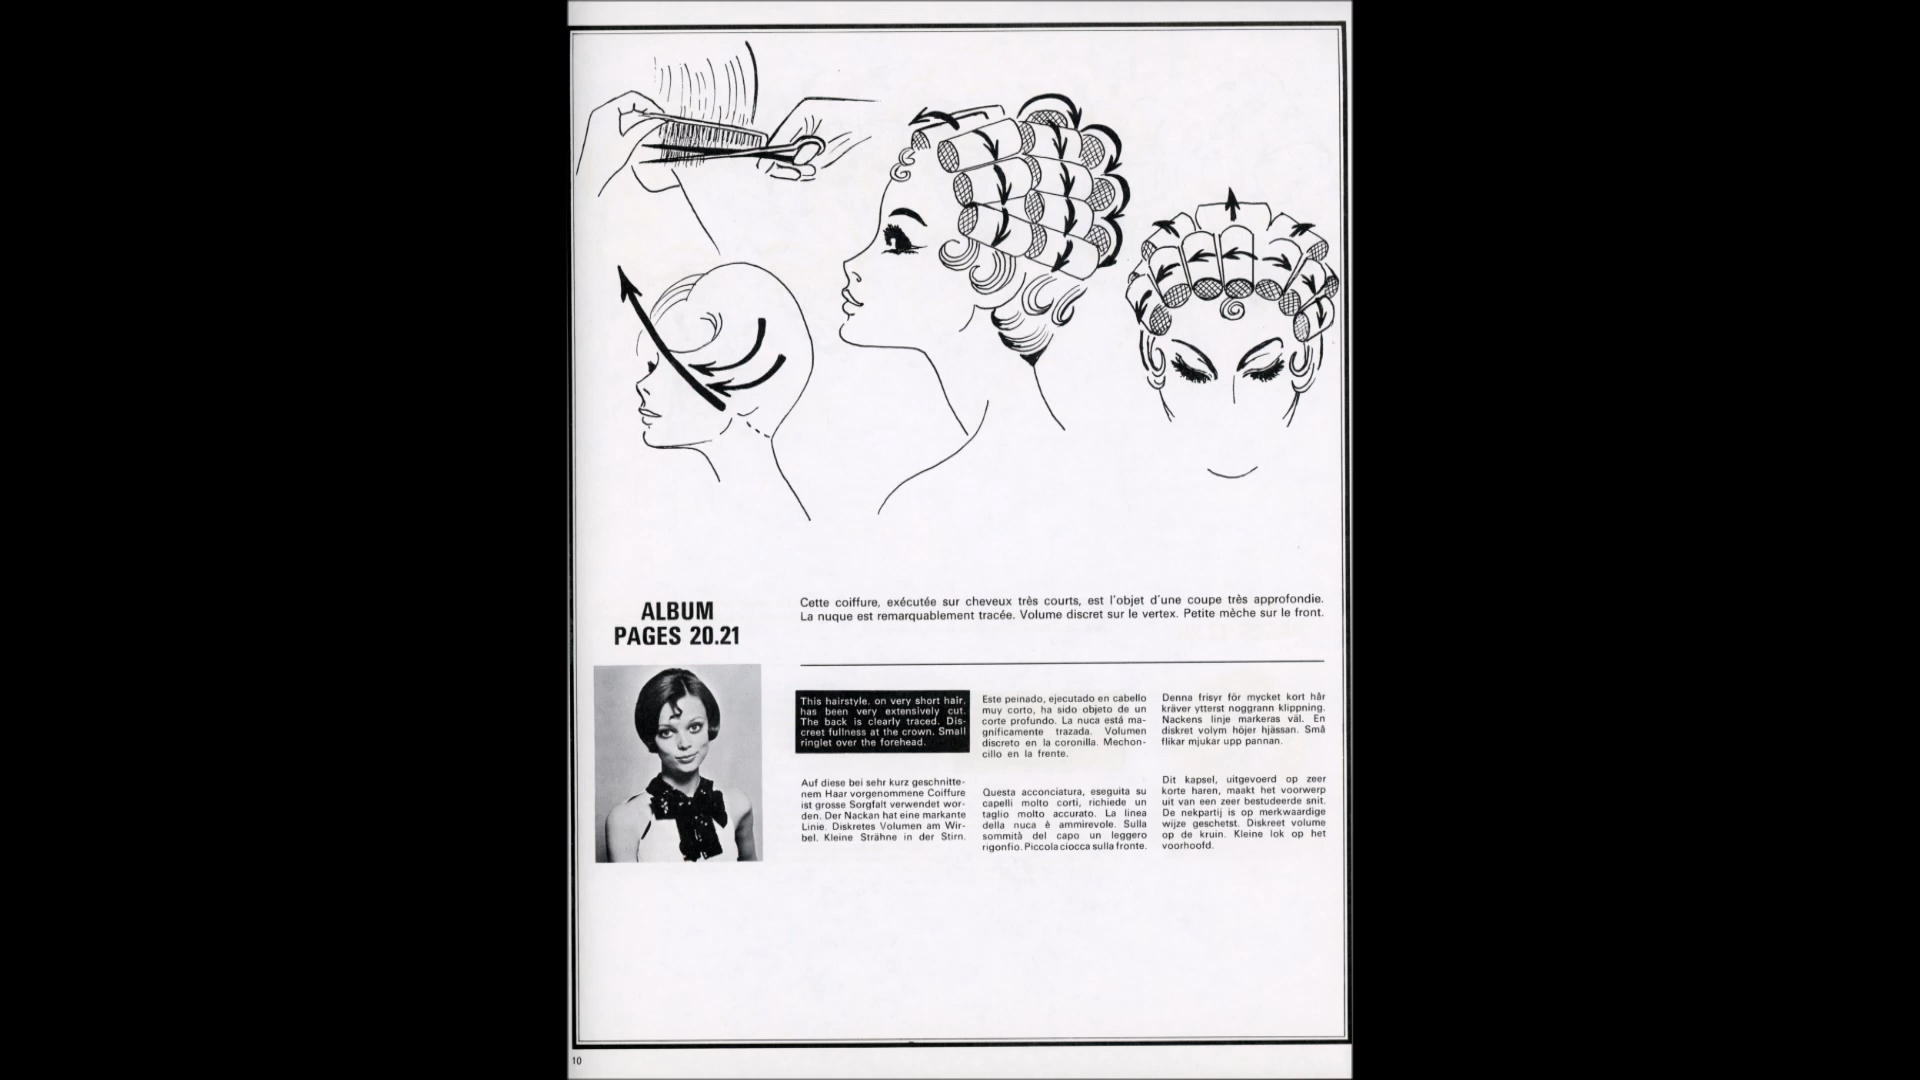 ALBUM
PAGES 20.21
Cette coiffure, exécutée sur cheveux très courts, est l'objet d'une coupe très approfondie.
La nuque est remarquablement tracée. Volume discret sur le vertex. Petite mèche sur le front.
This hairstyle, on very short hair,
has been very extensively cut.
The back is clearly traced. Dis-
creet fullness at the crown. Small
ringlet over the forehead.
Auf diese bei sehr kurz geschnitte-
nem Haar vorgenommene Coiffure
ist grosse Sorgfalt verwendet wor-
den. Der Nackan hat eine markante
Linie. Diskretes Volumen am Wir-
bel. Kleine Strähne in der Stirn.
Este peinado, ejecutado en cabello
muy corto, ha sido objeto de un
corte profundo. La nuca está ma-
gníficamente trazada. Volumen
discreto en la coronilla. Mechon-
cillo en la frente.
Questa acconciatura, eseguita su
capelli molto corti, richiede un
taglio molto accurato. La linea
della nuca è ammirevole. Sulla
sommità del capo un leggero
rigonfio. Piccola ciocca sulla fronte.
Denna frisyr för mycket kort hår
kräver ytterst noggrann klippning.
Nackens linje markeras väl. En
diskret volym höjer hjässan. Små
flikar mjukar upp pannan.
Dit kapsel, uitgevoerd op zeer
korte haren, maakt het voorwerp
uit van een zeer bestudeerde snit.
De nekpartij is op merkwaardige
wijze geschetst. Diskreet volume
op de kruin. Kleine lok op het
voorhoofd.
10